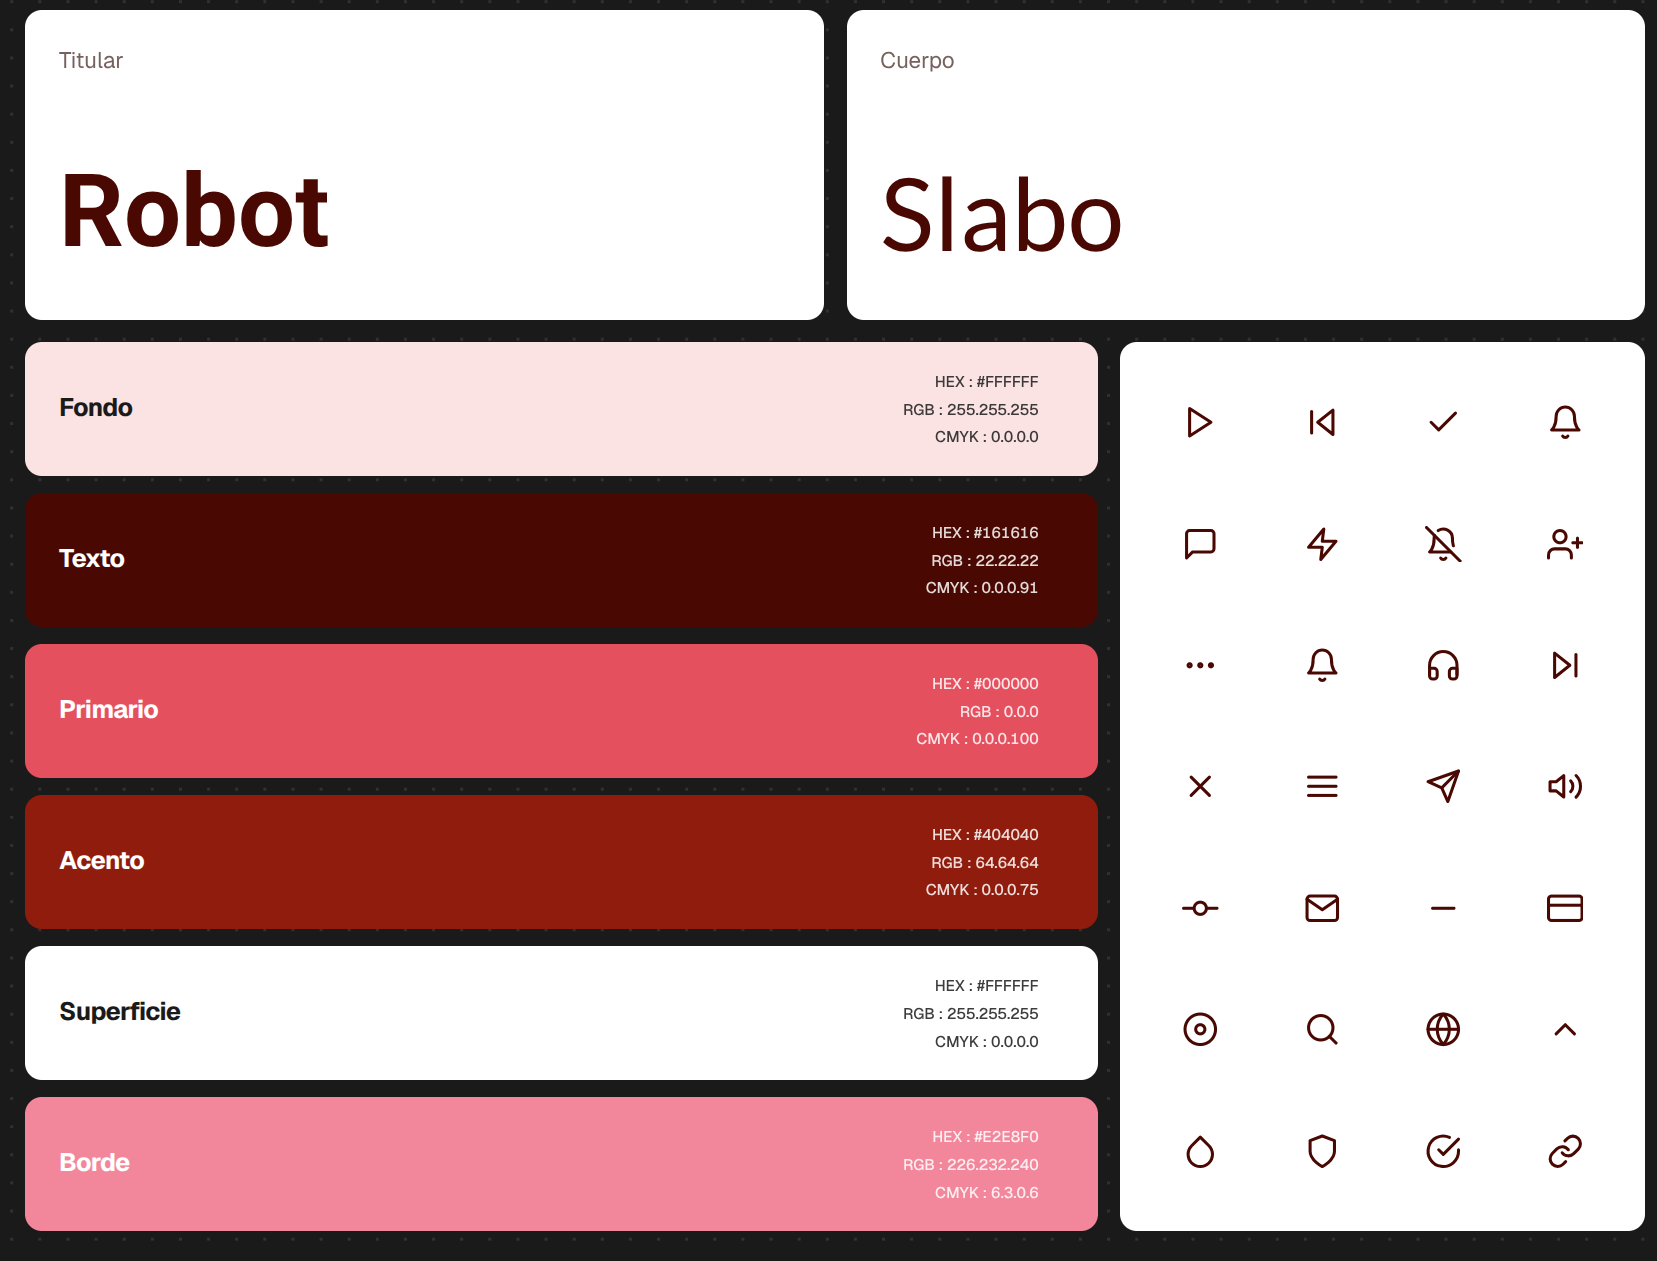 Titular
Robot
Cuerpo
Slabo
Fondo
HEX : #FFFFFF
RGB : 255.255.255
CMYK : 0.0.0.0
Texto
HEX : #161616
RGB : 22.22.22
CMYK : 0.0.0.91
Primario
HEX : #000000
RGB : 0.0.0
CMYK : 0.0.0.100
Acento
HEX : #404040
RGB : 64.64.64
CMYK : 0.0.0.75
Superficie
HEX : #FFFFFF
RGB : 255.255.255
CMYK : 0.0.0.0
Borde
HEX : #E2E8F0
RGB : 226.232.240
CMYK : 6.3.0.6